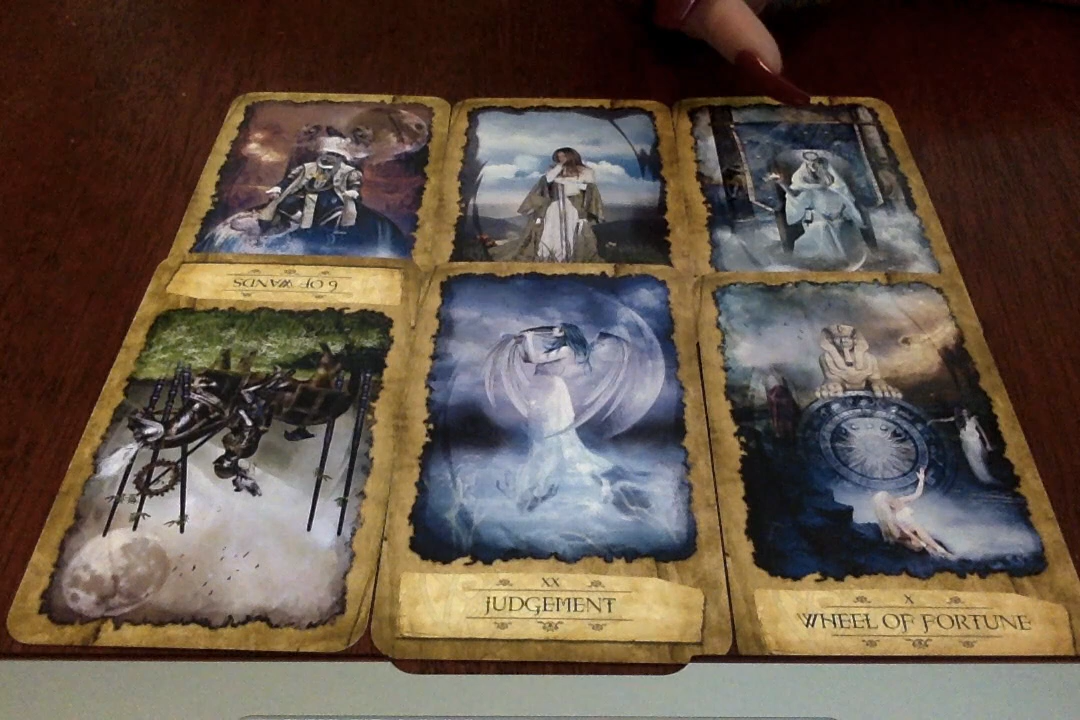 6 OF WANDS
XX
JUDGEMENT
X
WHEEL OF FORTUNE